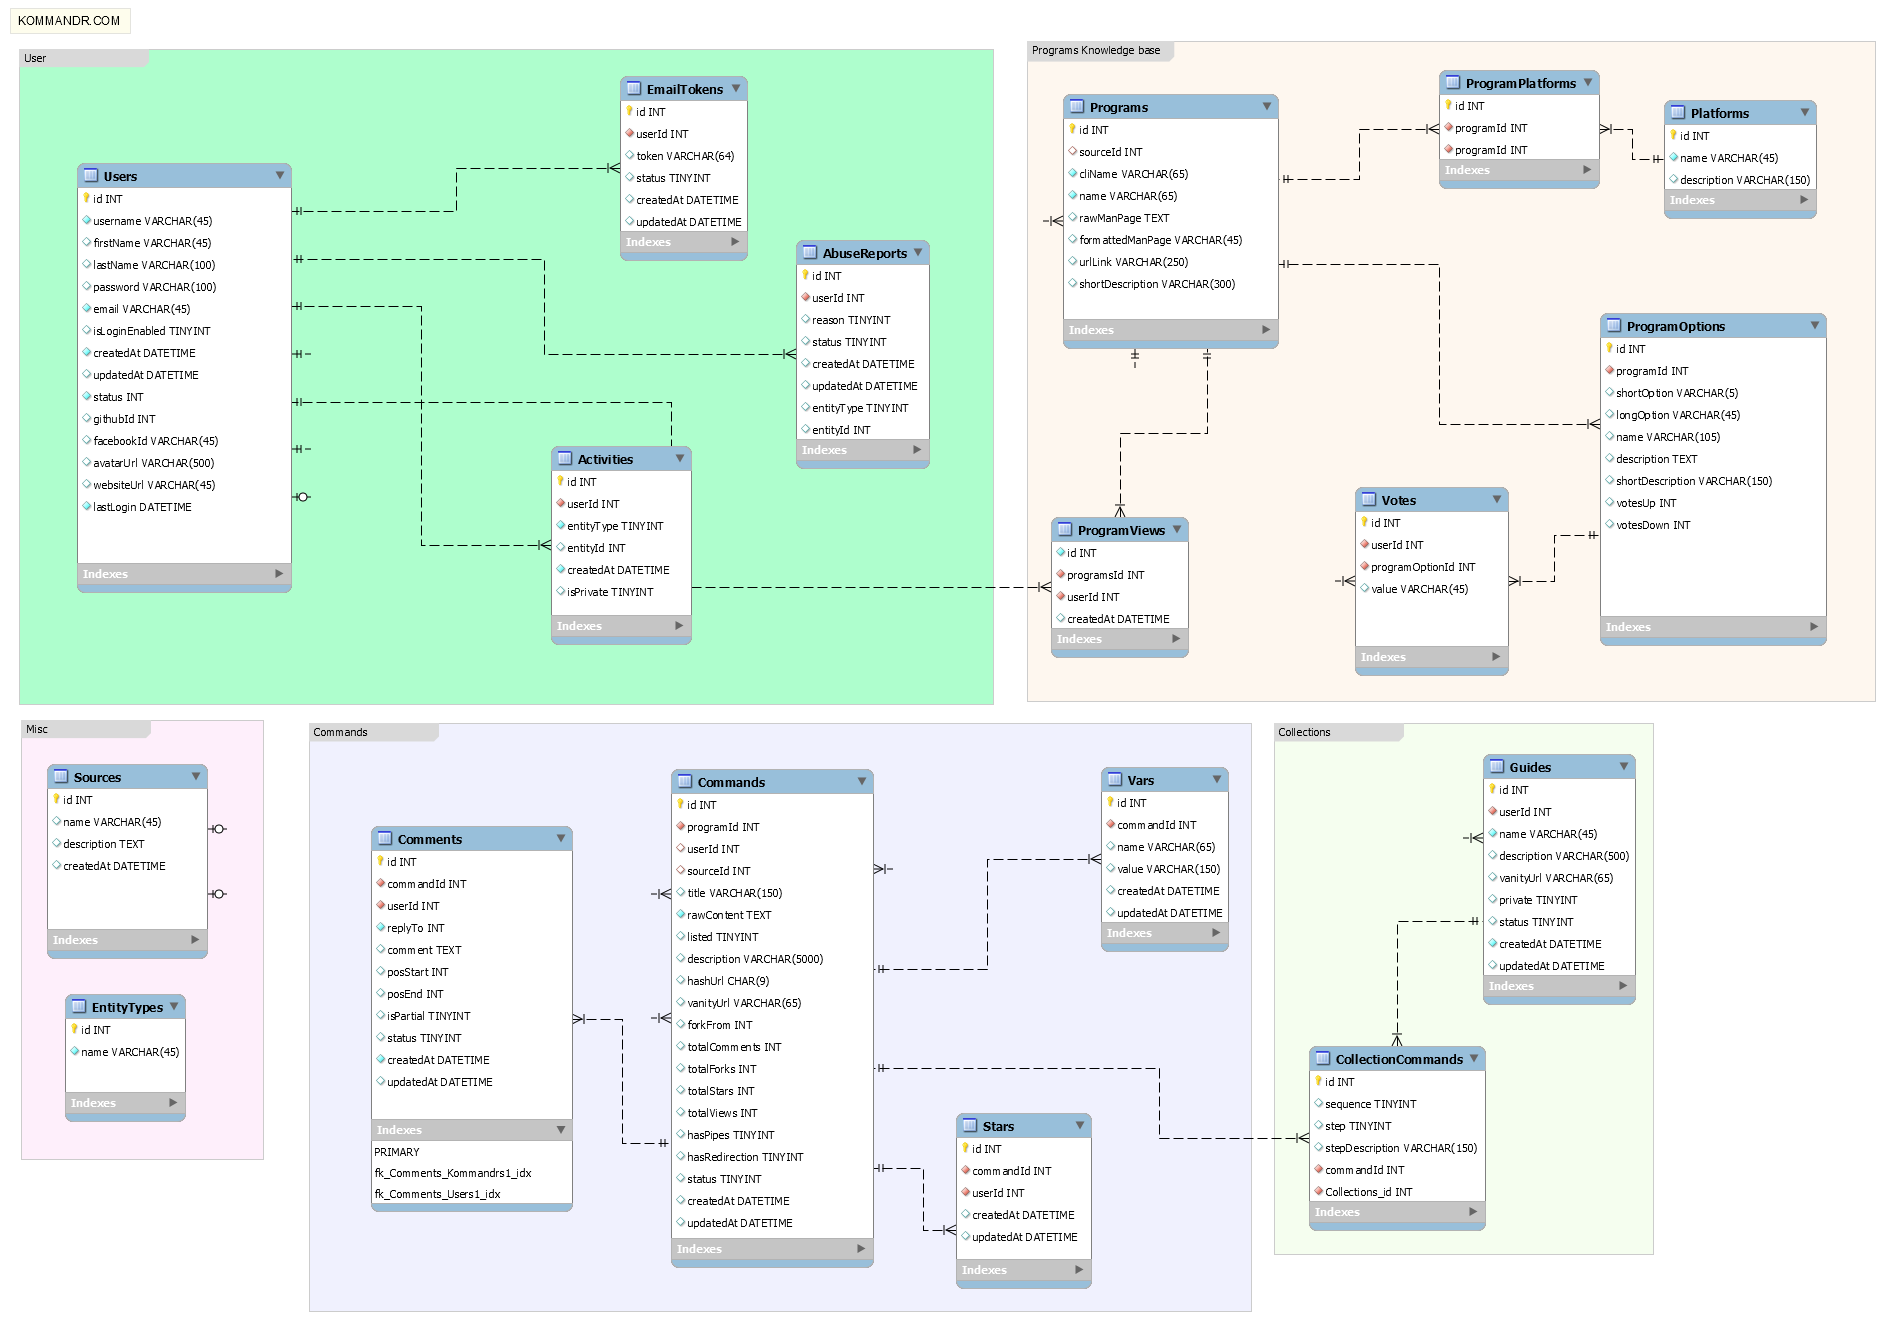 KOMMANDR.COM
User
Users
id INT
username VARCHAR(45)
firstName VARCHAR(45)
lastName VARCHAR(100)
password VARCHAR(100)
email VARCHAR(45)
isLoginEnabled TINYINT
createdAt DATETIME
updatedAt DATETIME
status INT
githubId INT
facebookId VARCHAR(45)
avatarUrl VARCHAR(500)
websiteUrl VARCHAR(45)
lastLogin DATETIME
Indexes
EmailTokens
id INT
userId INT
token VARCHAR(64)
status TINYINT
createdAt DATETIME
updatedAt DATETIME
Indexes
AbuseReports
id INT
userId INT
reason TINYINT
status TINYINT
createdAt DATETIME
updatedAt DATETIME
entityType TINYINT
entityId INT
Indexes
Activities
id INT
userId INT
entityType TINYINT
entityId INT
createdAt DATETIME
isPrivate TINYINT
Indexes
Programs Knowledge base
Programs
id INT
sourceId INT
cliName VARCHAR(65)
name VARCHAR(65)
rawManPage TEXT
formattedManPage VARCHAR(45)
urlLink VARCHAR(250)
shortDescription VARCHAR(300)
Indexes
ProgramPlatforms
id INT
programId INT
programId INT
Indexes
Platforms
id INT
name VARCHAR(45)
description VARCHAR(150)
Indexes
ProgramOptions
id INT
programId INT
shortOption VARCHAR(5)
longOption VARCHAR(45)
name VARCHAR(105)
description TEXT
shortDescription VARCHAR(150)
votesUp INT
votesDown INT
Indexes
Votes
id INT
userId INT
programOptionId INT
value VARCHAR(45)
Indexes
ProgramViews
id INT
programsId INT
userId INT
createdAt DATETIME
Indexes
Misc
Sources
id INT
name VARCHAR(45)
description TEXT
createdAt DATETIME
Indexes
EntityTypes
id INT
name VARCHAR(45)
Indexes
Commands
Comments
id INT
commandId INT
userId INT
replyTo INT
comment TEXT
posStart INT
posEnd INT
isPartial TINYINT
status TINYINT
createdAt DATETIME
updatedAt DATETIME
Indexes
PRIMARY
fk_Comments_Kommandrs1_idx
fk_Comments_Users1_idx
Commands
id INT
programId INT
userId INT
sourceId INT
title VARCHAR(150)
rawContent TEXT
listed TINYINT
description VARCHAR(5000)
hashUrl CHAR(9)
vanityUrl VARCHAR(65)
forkFrom INT
totalComments INT
totalForks INT
totalStars INT
totalViews INT
hasPipes TINYINT
hasRedirection TINYINT
status TINYINT
createdAt DATETIME
updatedAt DATETIME
Indexes
Vars
id INT
commandId INT
name VARCHAR(65)
value VARCHAR(150)
createdAt DATETIME
updatedAt DATETIME
Indexes
Stars
id INT
commandId INT
userId INT
createdAt DATETIME
updatedAt DATETIME
Indexes
Collections
Guides
id INT
userId INT
name VARCHAR(45)
description VARCHAR(500)
vanityUrl VARCHAR(65)
private TINYINT
status TINYINT
createdAt DATETIME
updatedAt DATETIME
Indexes
CollectionCommands
id INT
sequence TINYINT
step TINYINT
stepDescription VARCHAR(150)
commandId INT
Collections_id INT
Indexes